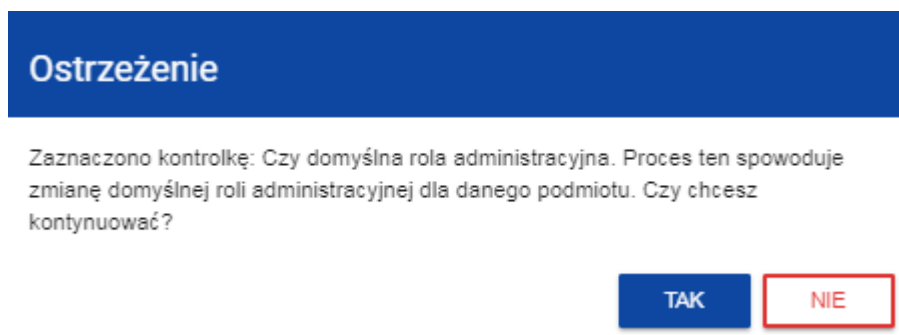 Ostrzeżenie
Zaznaczono kontrolkę: Czy domyślna rola administracyjna. Proces ten spowoduje
zmianę domyślnej roli administracyjnej dla danego podmiotu. Czy chcesz
kontynuować?
TAK NIE